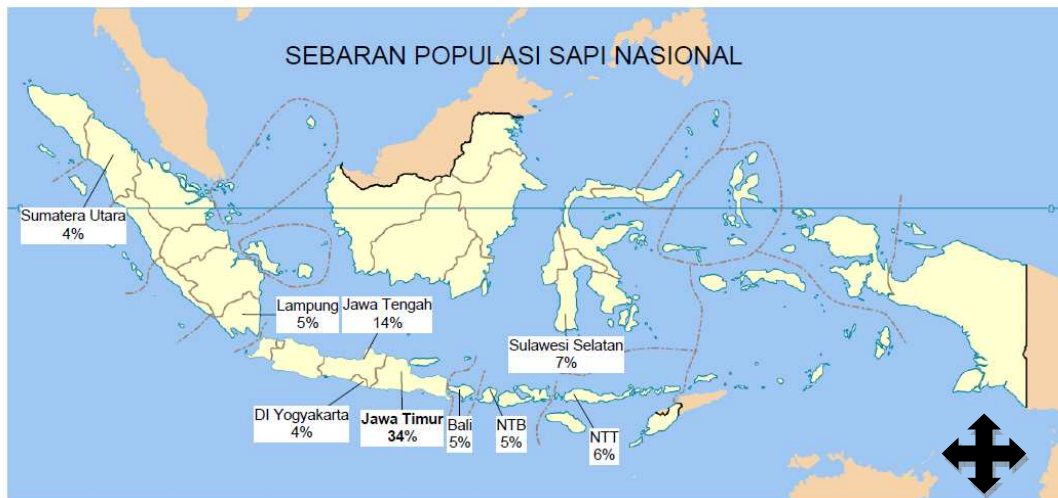 SEBARAN POPULASI SAPI NASIONAL
Sumatera Utara
4%
Lampung
5%
Jawa Tengah
14%
Sulawesi Selatan
7%
DI Yogyakarta
4%
Jawa Timur
34%
Bali
5%
NTB
5%
NTT
6%